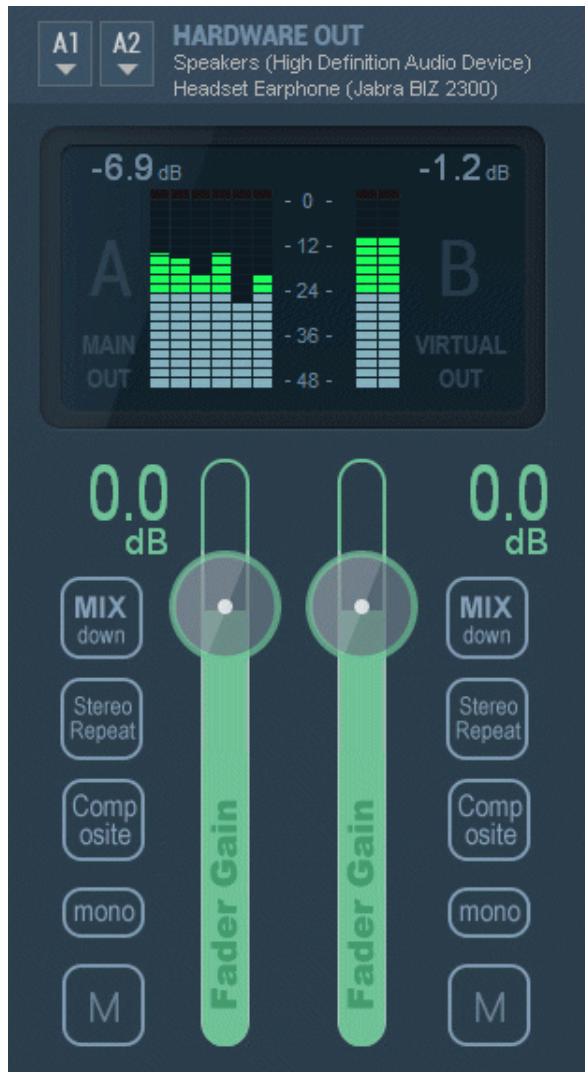 A1 A2 HARDWARE OUT
Speakers (High Definition Audio Device)
Headset Earphone (Jabra BIZ 2300)
-6.9 dB -1.2 dB
- 0 -
- 12 -
A - 24 - B
MAIN - 36 - VIRTUAL
OUT - 48 - OUT
0.0 0.0
dB dB
MIX MIX
down down
Stereo Stereo
Repeat Repeat
Comp Comp
osite osite
mono mono
M M
Fader Gain Fader Gain